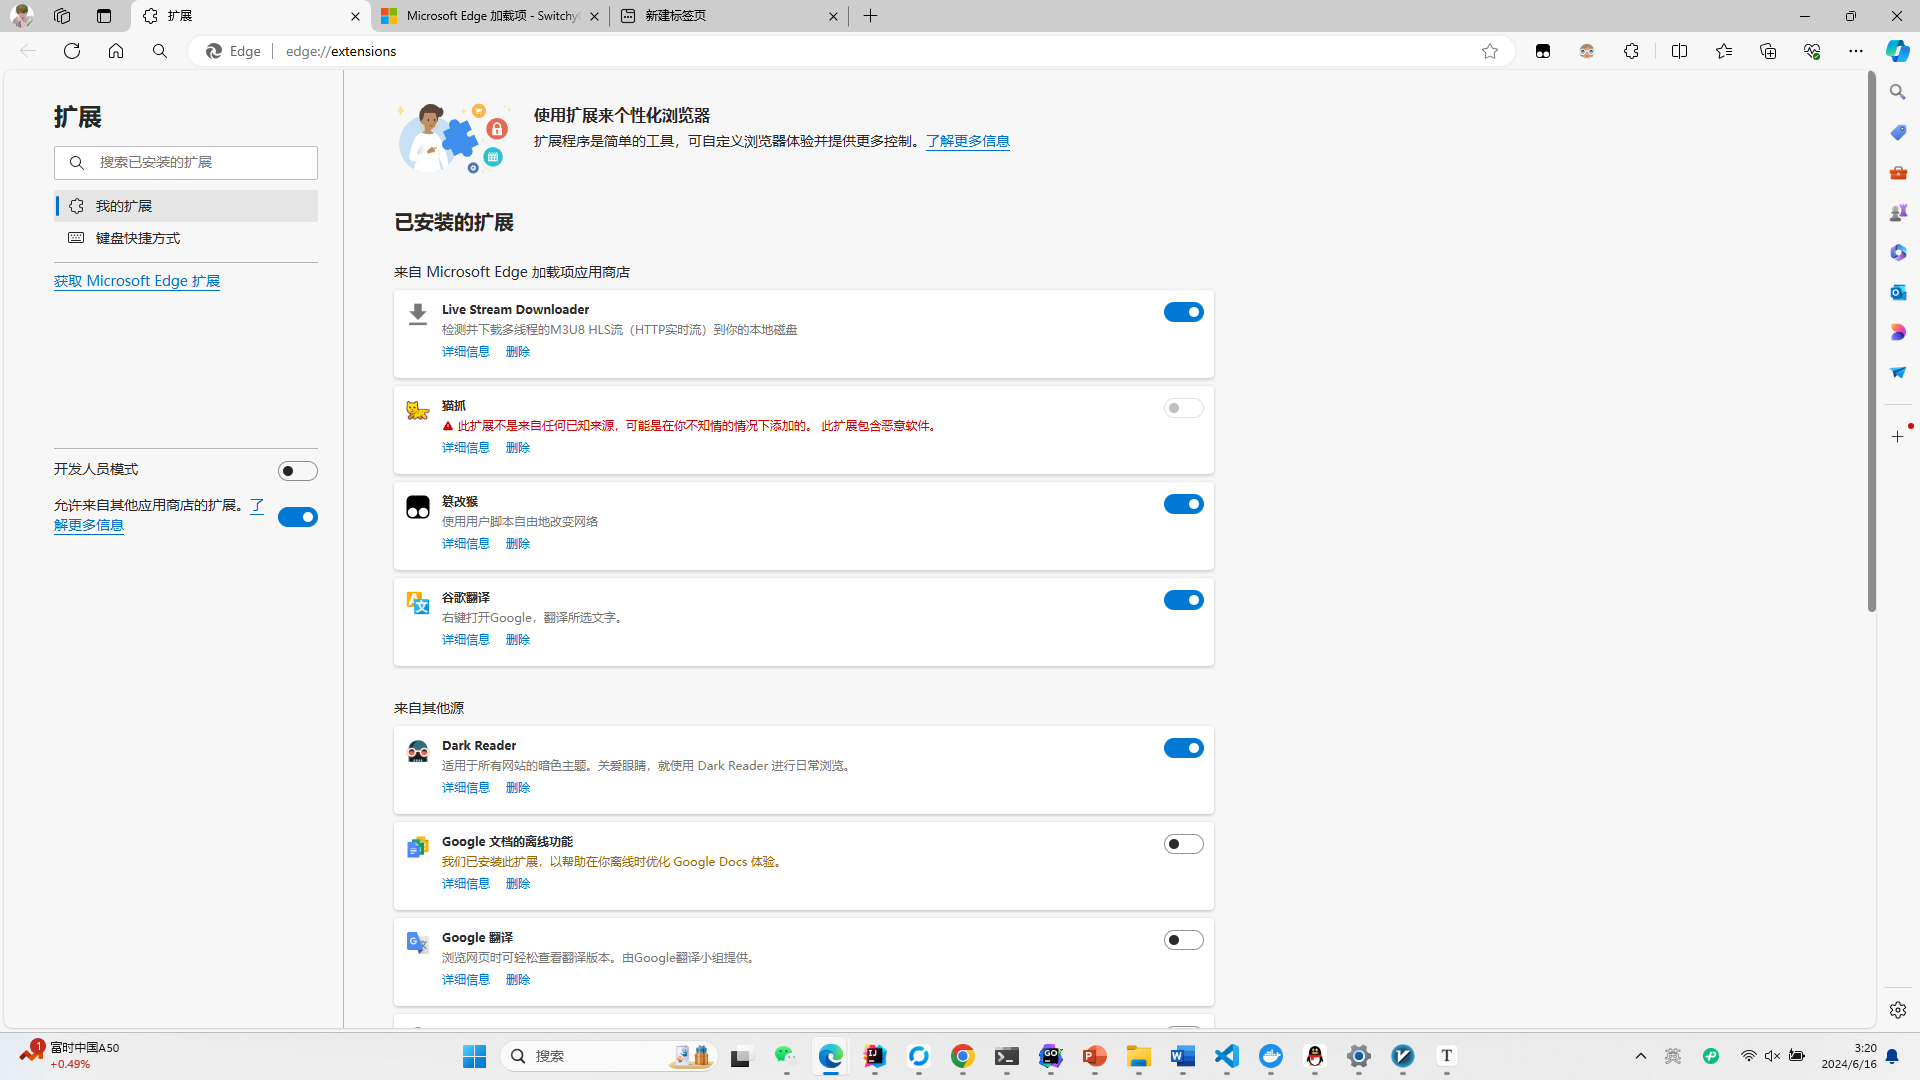 扩展
Microsoft Edge 加载项 - Switchy
新建标签页
Edge
edge://extensions
扩展
搜索已安装的扩展
我的扩展
键盘快捷方式
获取 Microsoft Edge 扩展
开发人员模式
允许来自其他应用商店的扩展。了
解更多信息
使用扩展来个性化浏览器
扩展程序是简单的工具，可自定义浏览器体验并提供更多控制。了解更多信息
已安装的扩展
来自 Microsoft Edge 加载项应用商店
Live Stream Downloader
检测并下载多线程的M3U8 HLS流（HTTP实时流）到你的本地磁盘
详细信息 删除
猫抓
此扩展不是来自任何已知来源，可能是在你不知情的情况下添加的。 此扩展包含恶意软件。
详细信息 删除
篡改猴
使用用户脚本自由地改变网络
详细信息 删除
谷歌翻译
右键打开Google，翻译所选文字。
详细信息 删除
来自其他源
Dark Reader
适用于所有网站的暗色主题。关爱眼睛，就使用 Dark Reader 进行日常浏览。
详细信息 删除
Google 文档的离线功能
我们已安装此扩展，以帮助在你离线时优化 Google Docs 体验。
详细信息 删除
Google 翻译
浏览网页时可轻松查看翻译版本。由Google翻译小组提供。
详细信息 删除
1
富时中国A50
+0.49%
搜索
英
3:20
2024/6/16